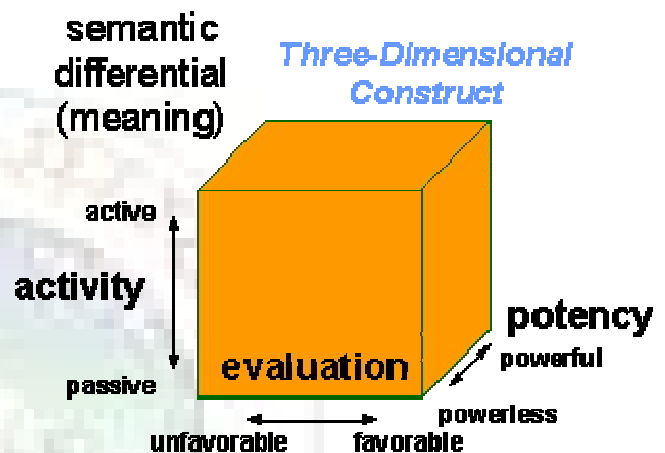 semantic
differential
(meaning)
Three-Dimensional
Construct
active
activity
passive
evaluation
potency
powerful
powerless
unfavorable favorable